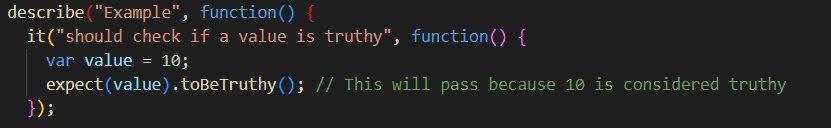 describe("Example", function() {
  it("should check if a value is truthy", function() {
    var value = 10;
    expect(value).toBeTruthy(); // This will pass because 10 is considered truthy
  });